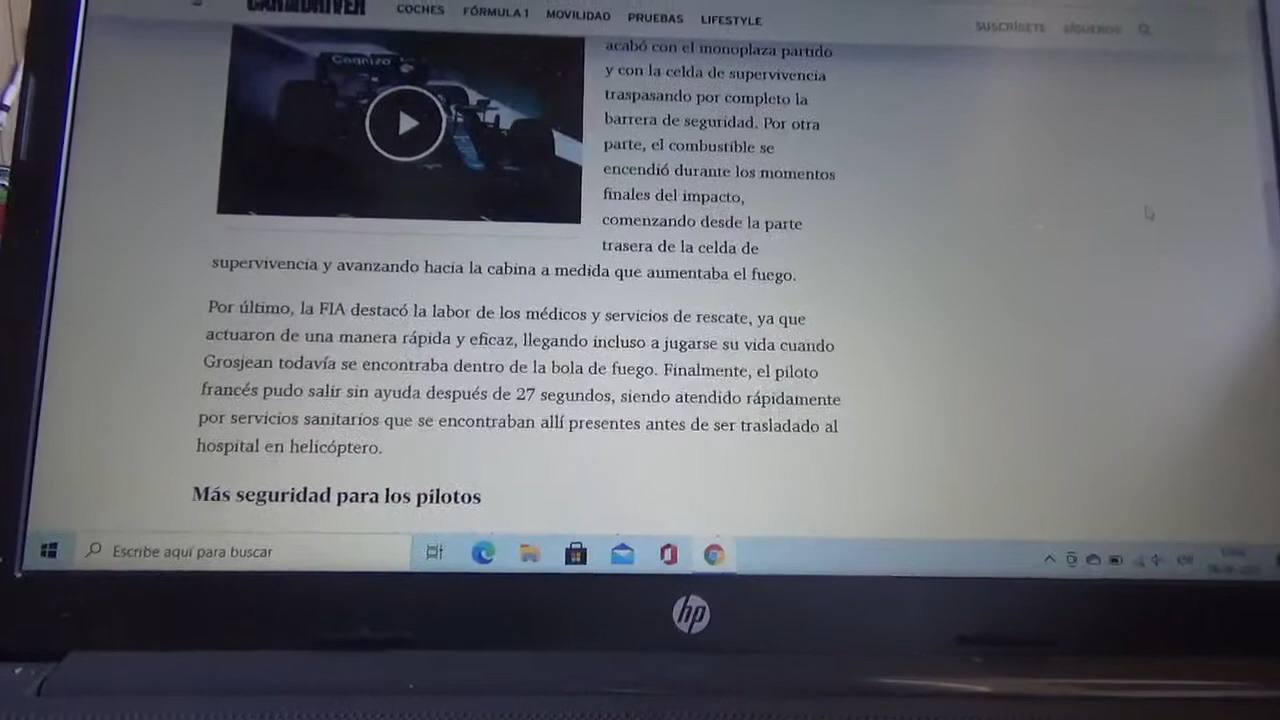 CAR AND DRIVER
COCHES FÓRMULA 1 MOVILIDAD PRUEBAS LIFESTYLE
SUSCRÍBETE SÍGUENOS
Cognizant
acabó con el monoplaza partido
y con la celda de supervivencia
traspasando por completo la
barrera de seguridad. Por otra
parte, el combustible se
encendió durante los momentos
finales del impacto,
comenzando desde la parte
trasera de la celda de
supervivencia y avanzando hacia la cabina a medida que aumentaba el fuego.
Por último, la FIA destacó la labor de los médicos y servicios de rescate, ya que
actuaron de una manera rápida y eficaz, llegando incluso a jugarse su vida cuando
Grosjean todavía se encontraba dentro de la bola de fuego. Finalmente, el piloto
francés pudo salir sin ayuda después de 27 segundos, siendo atendido rápidamente
por servicios sanitarios que se encontraban allí presentes antes de ser trasladado al
hospital en helicóptero.
Más seguridad para los pilotos
Escribe aquí para buscar
hp